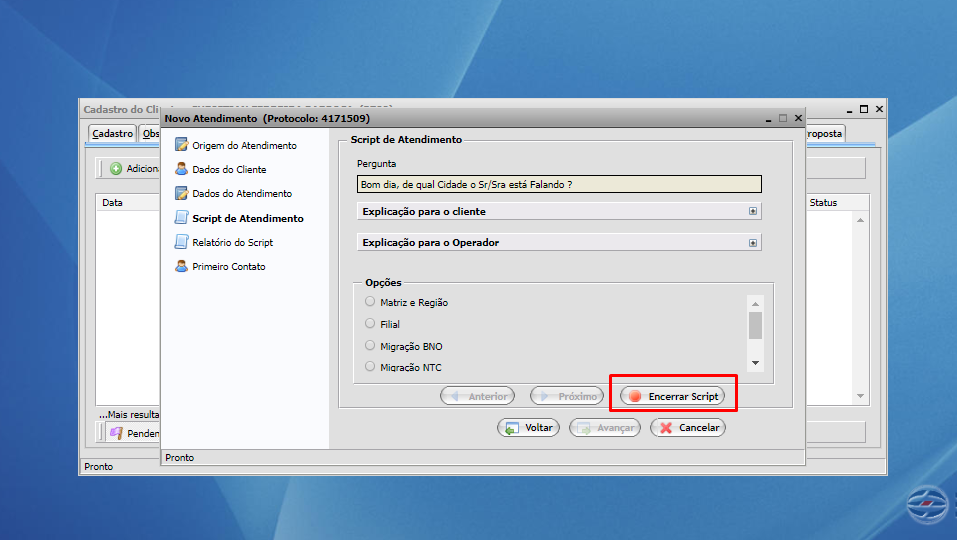 Cadastro do Cli
Novo Atendimento (Protocolo: 4171509)
Cadastro
Obs
roposta
Adiciona
Data
Status
Origem do Atendimento
Dados do Cliente
Dados do Atendimento
Script de Atendimento
Relatório do Script
Primeiro Contato
Script de Atendimento
Pergunta
Bom dia, de qual Cidade o Sr/Sra está Falando ?
Explicação para o cliente
Explicação para o Operador
Opções
Matriz e Região
Filial
Migração BNO
Migração NTC
Anterior
Próximo
Encerrar Script
Voltar
Avançar
Cancelar
Pronto
...Mais resulta
Penden
Pronto